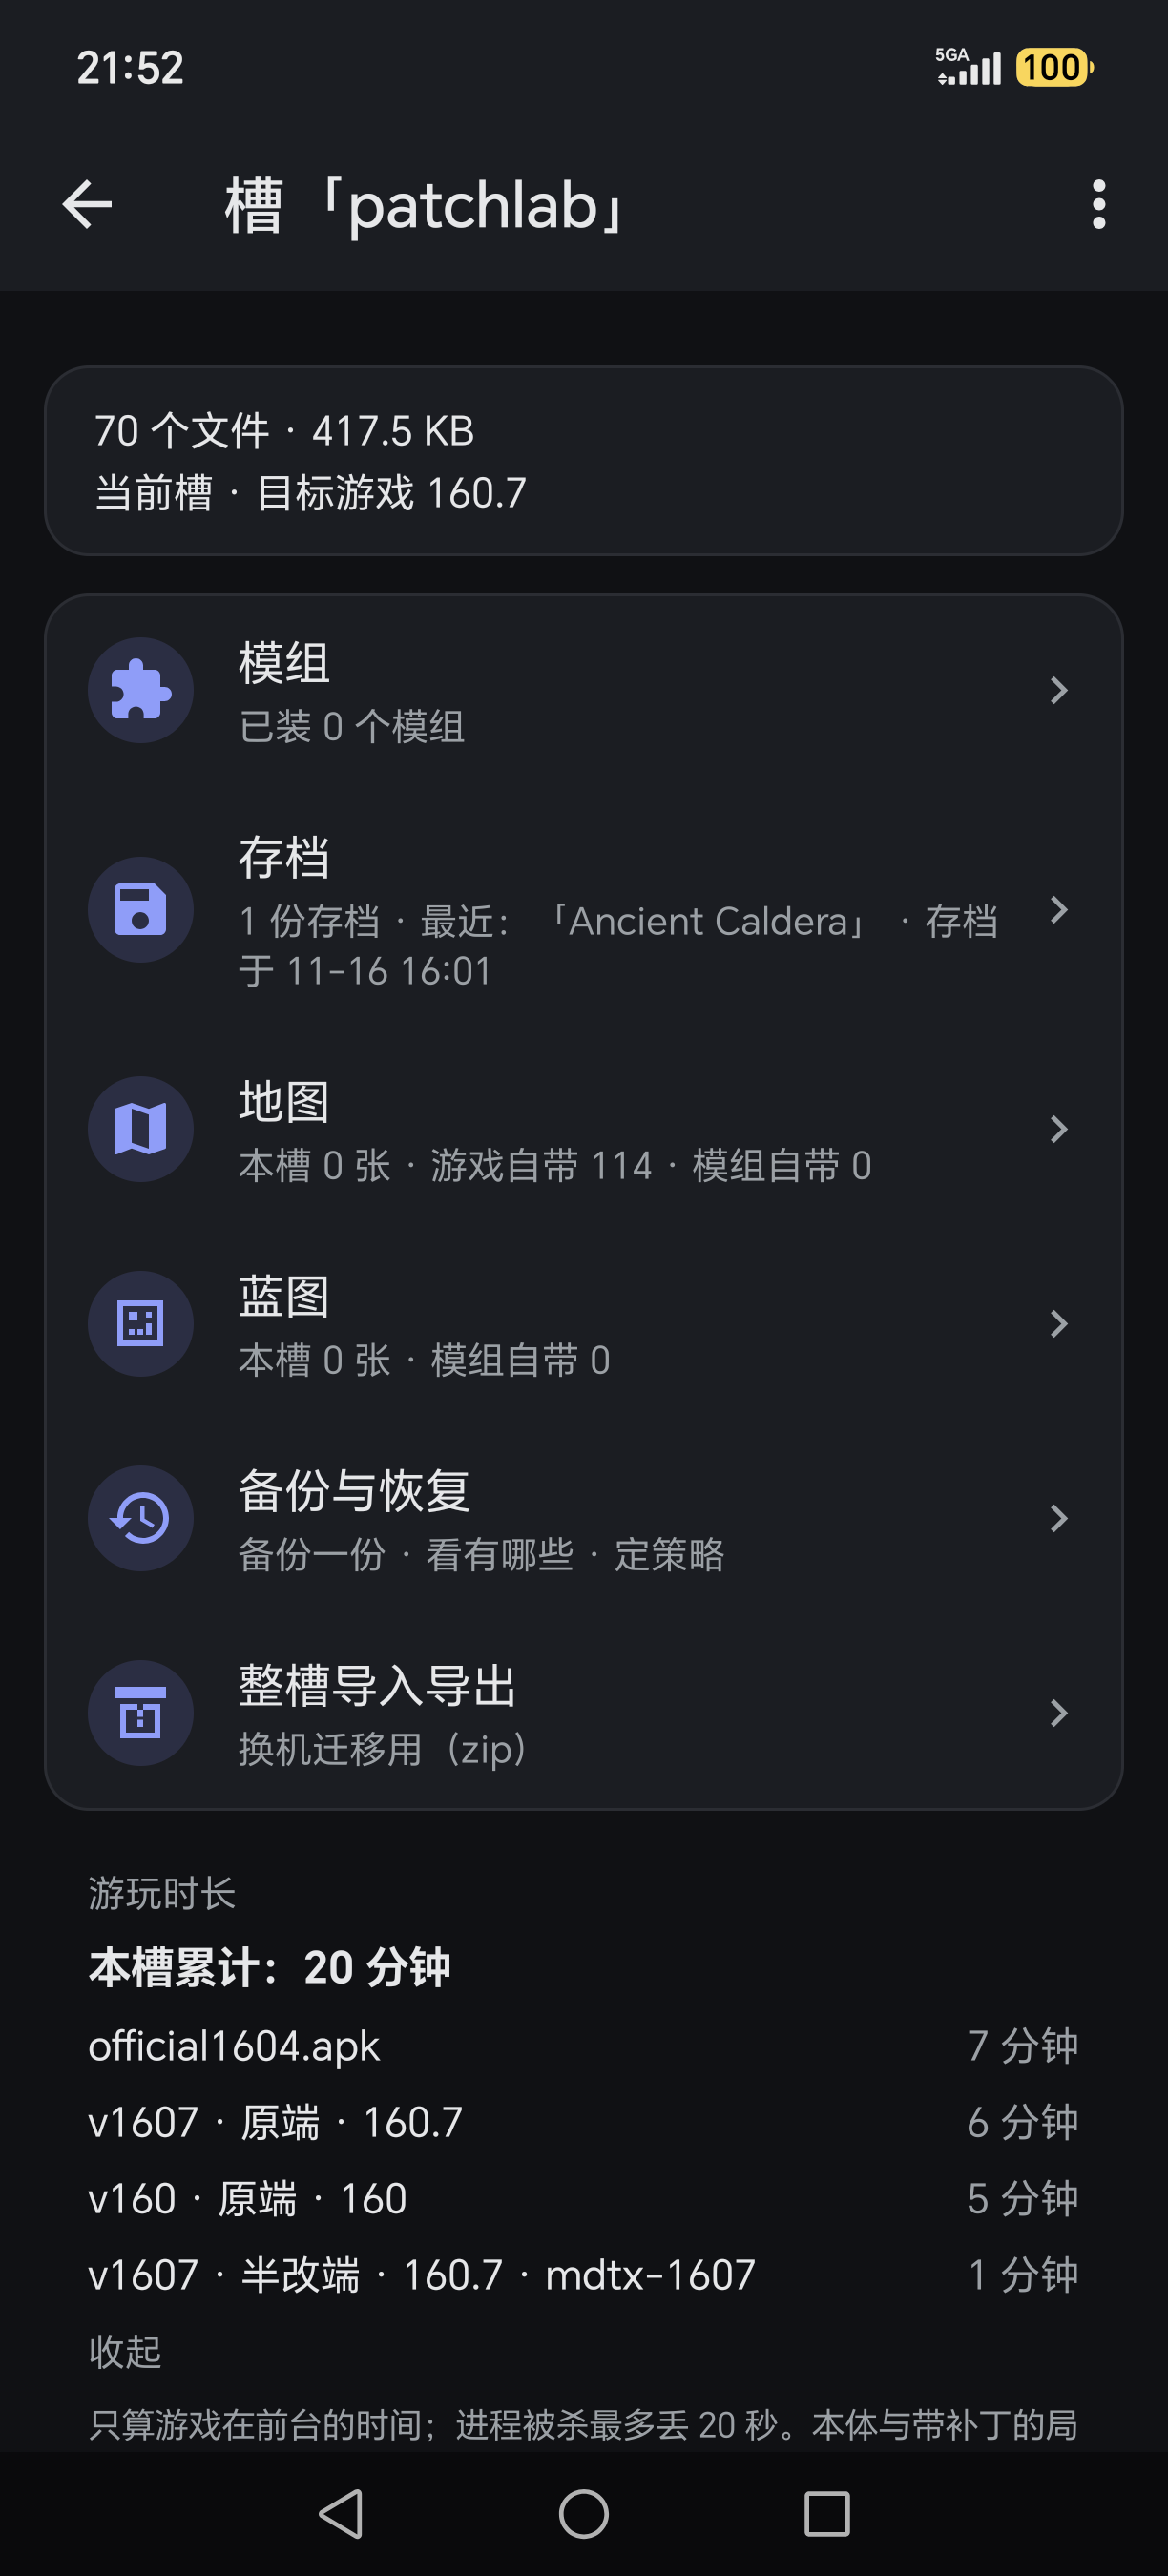 21:52
5GA
100
槽「patchlab」
70 个文件 · 417.5 KB
当前槽 · 目标游戏 160.7
模组
已装 0 个模组
存档
1 份存档 · 最近：「Ancient Caldera」 · 存档
于 11-16 16:01
地图
本槽 0 张 · 游戏自带 114 · 模组自带 0
蓝图
本槽 0 张 · 模组自带 0
备份与恢复
备份一份 · 看有哪些 · 定策略
整槽导入导出
换机迁移用（zip）
游玩时长
本槽累计：20 分钟
official1604.apk 7 分钟
v1607 · 原端 · 160.7 6 分钟
v160 · 原端 · 160 5 分钟
v1607 · 半改端 · 160.7 · mdtx-1607 1 分钟
收起
只算游戏在前台的时间；进程被杀最多丢 20 秒。本体与带补丁的局